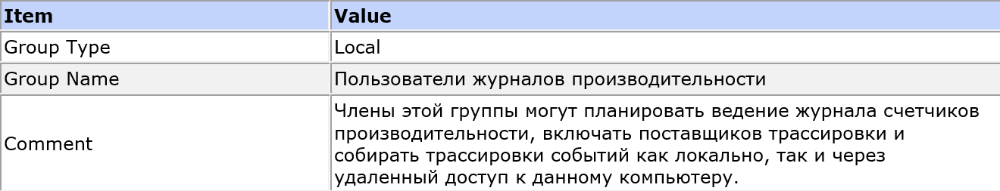 Item Value
Group Type Local
Group Name Пользователи журналов производительности
Comment Члены этой группы могут планировать ведение журнала счетчиков
производительности, включать поставщиков трассировки и
собирать трассировки событий как локально, так и через
удаленный доступ к данному компьютеру.